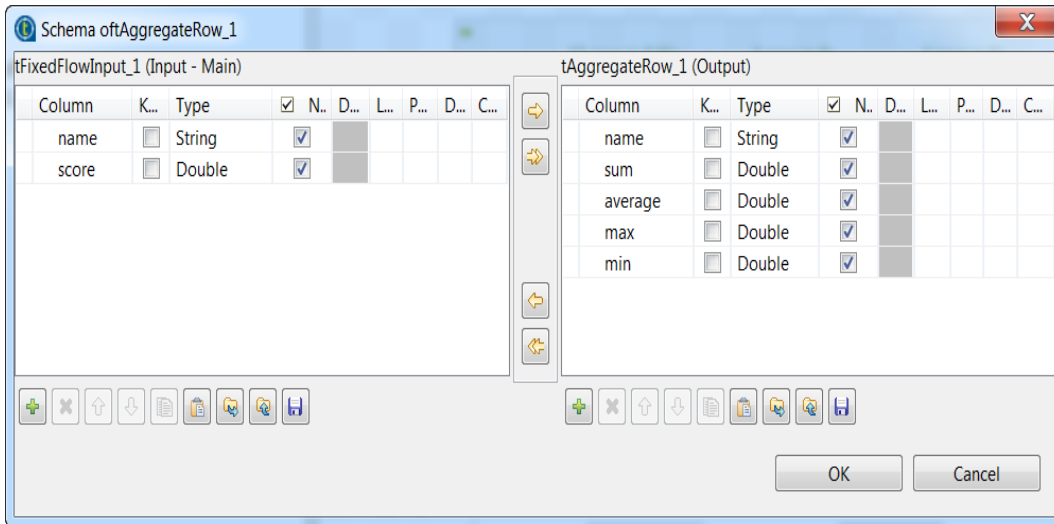 Schema oftAggregateRow_1
X
tFixedFlowInput_1 (Input - Main)
Column K... Type N.. D... L... P... D... C...
name String
score Double
tAggregateRow_1 (Output)
Column K... Type N.. D... L... P... D... C...
name String
sum Double
average Double
max Double
min Double
OK Cancel